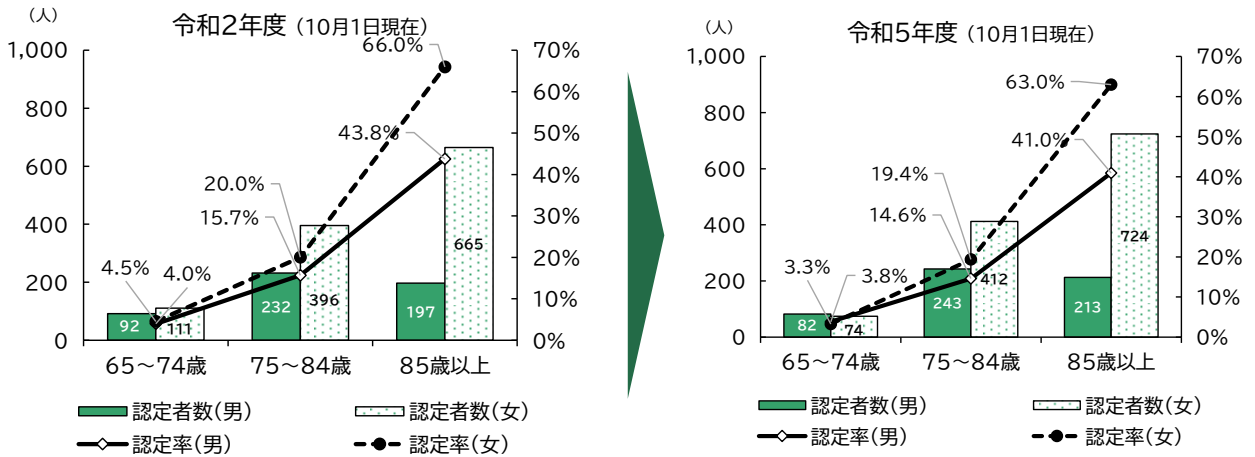 (人)
令和2年度 (10月1日現在)
1,000
800
600
400
200
0
70%
60%
50%
40%
30%
20%
10%
0%
66.0%
43.8%
20.0%
15.7%
4.5%
4.0%
92
111
232
396
197
665
65～74歳
75～84歳
85歳以上
認定者数(男)
認定者数(女)
認定率(男)
認定率(女)
(人)
令和5年度 (10月1日現在)
1,000
800
600
400
200
0
70%
60%
50%
40%
30%
20%
10%
0%
63.0%
41.0%
19.4%
14.6%
3.3%
3.8%
82
74
243
412
213
724
65～74歳
75～84歳
85歳以上
認定者数(男)
認定者数(女)
認定率(男)
認定率(女)